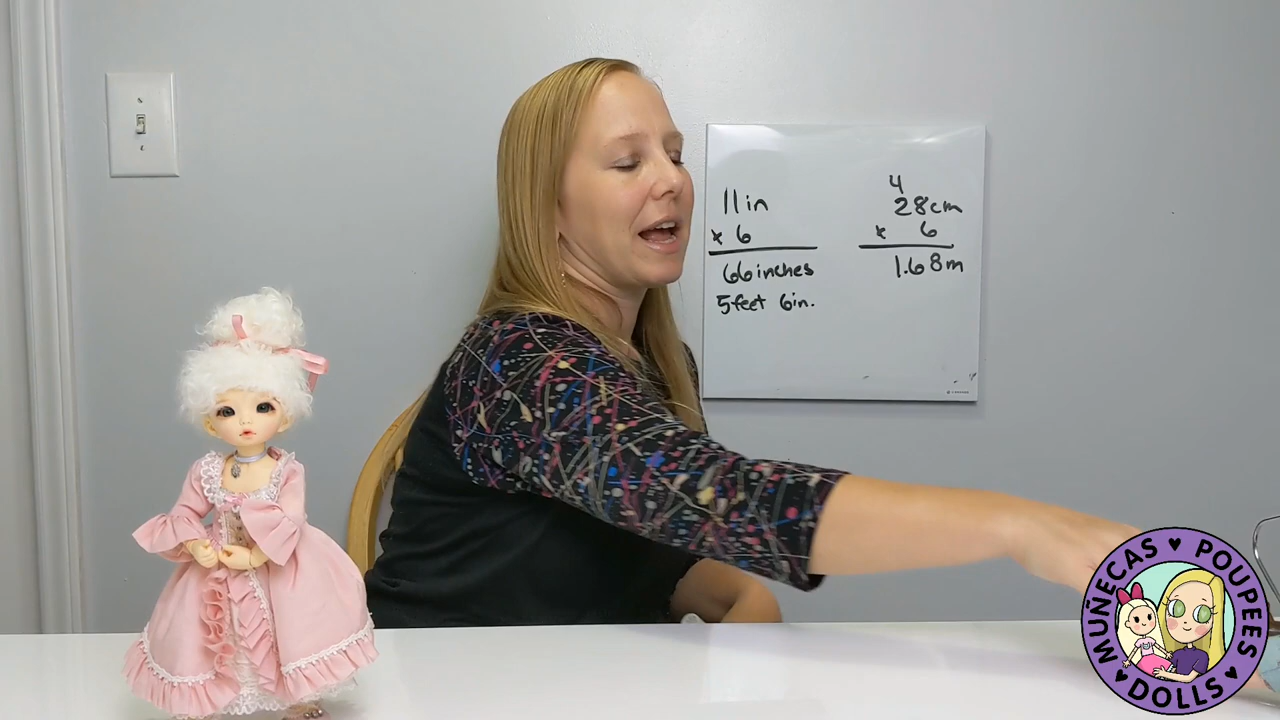 11in
x 6
66inches
5feet 6in.
4
28cm
x 6
1.68m
MUÑECAS ♥ POUPEES ♥ DOLLS ♥